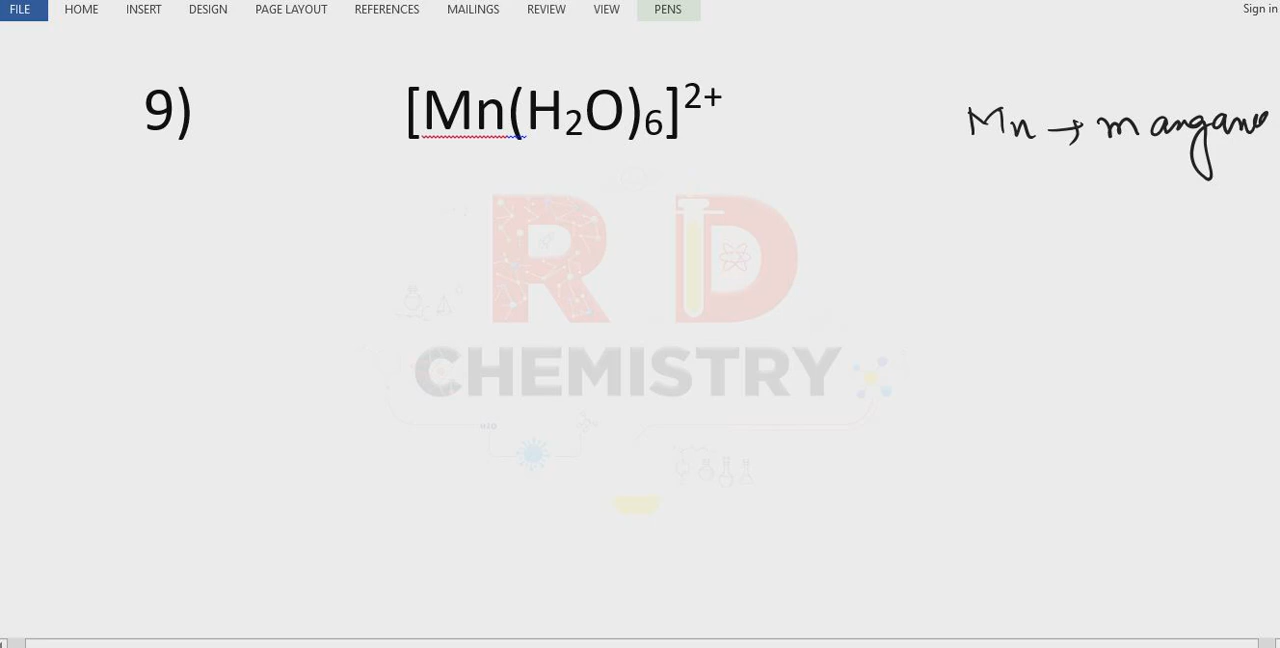 FILE HOME INSERT DESIGN PAGE LAYOUT REFERENCES MAILINGS REVIEW VIEW PENS Sign in
9) [Mn(H₂O)₆]²⁺ Mn → mangane
R D
CHEMISTRY